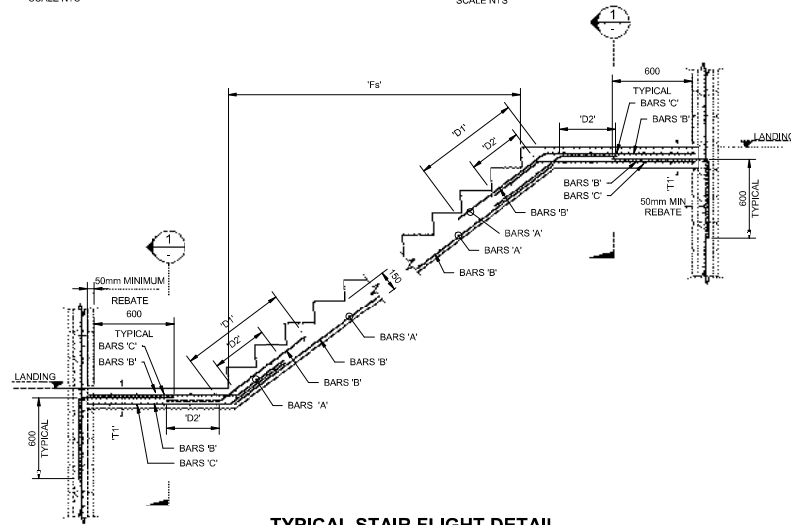 SCALE NTS
SCALE NTS
1
-
600
'Fs'
TYPICAL
BARS 'C'
BARS 'B'
'D1'
'D2'
'D2'
LANDING
BARS 'B'
BARS 'C'
'T1'
50mm MIN
REBATE
600
TYPICAL
BARS 'B'
BARS 'A'
BARS 'A'
BARS 'B'
1
-
50mm MINIMUM
REBATE
150
600
TYPICAL
BARS 'C'
BARS 'B'
'D1'
'D2'
BARS 'A'
BARS 'B'
BARS 'B'
BARS 'A'
LANDING
1
600
TYPICAL
'T1'
'D2'
BARS 'B'
BARS 'C'
TYPICAL STAIR FLIGHT DETAIL